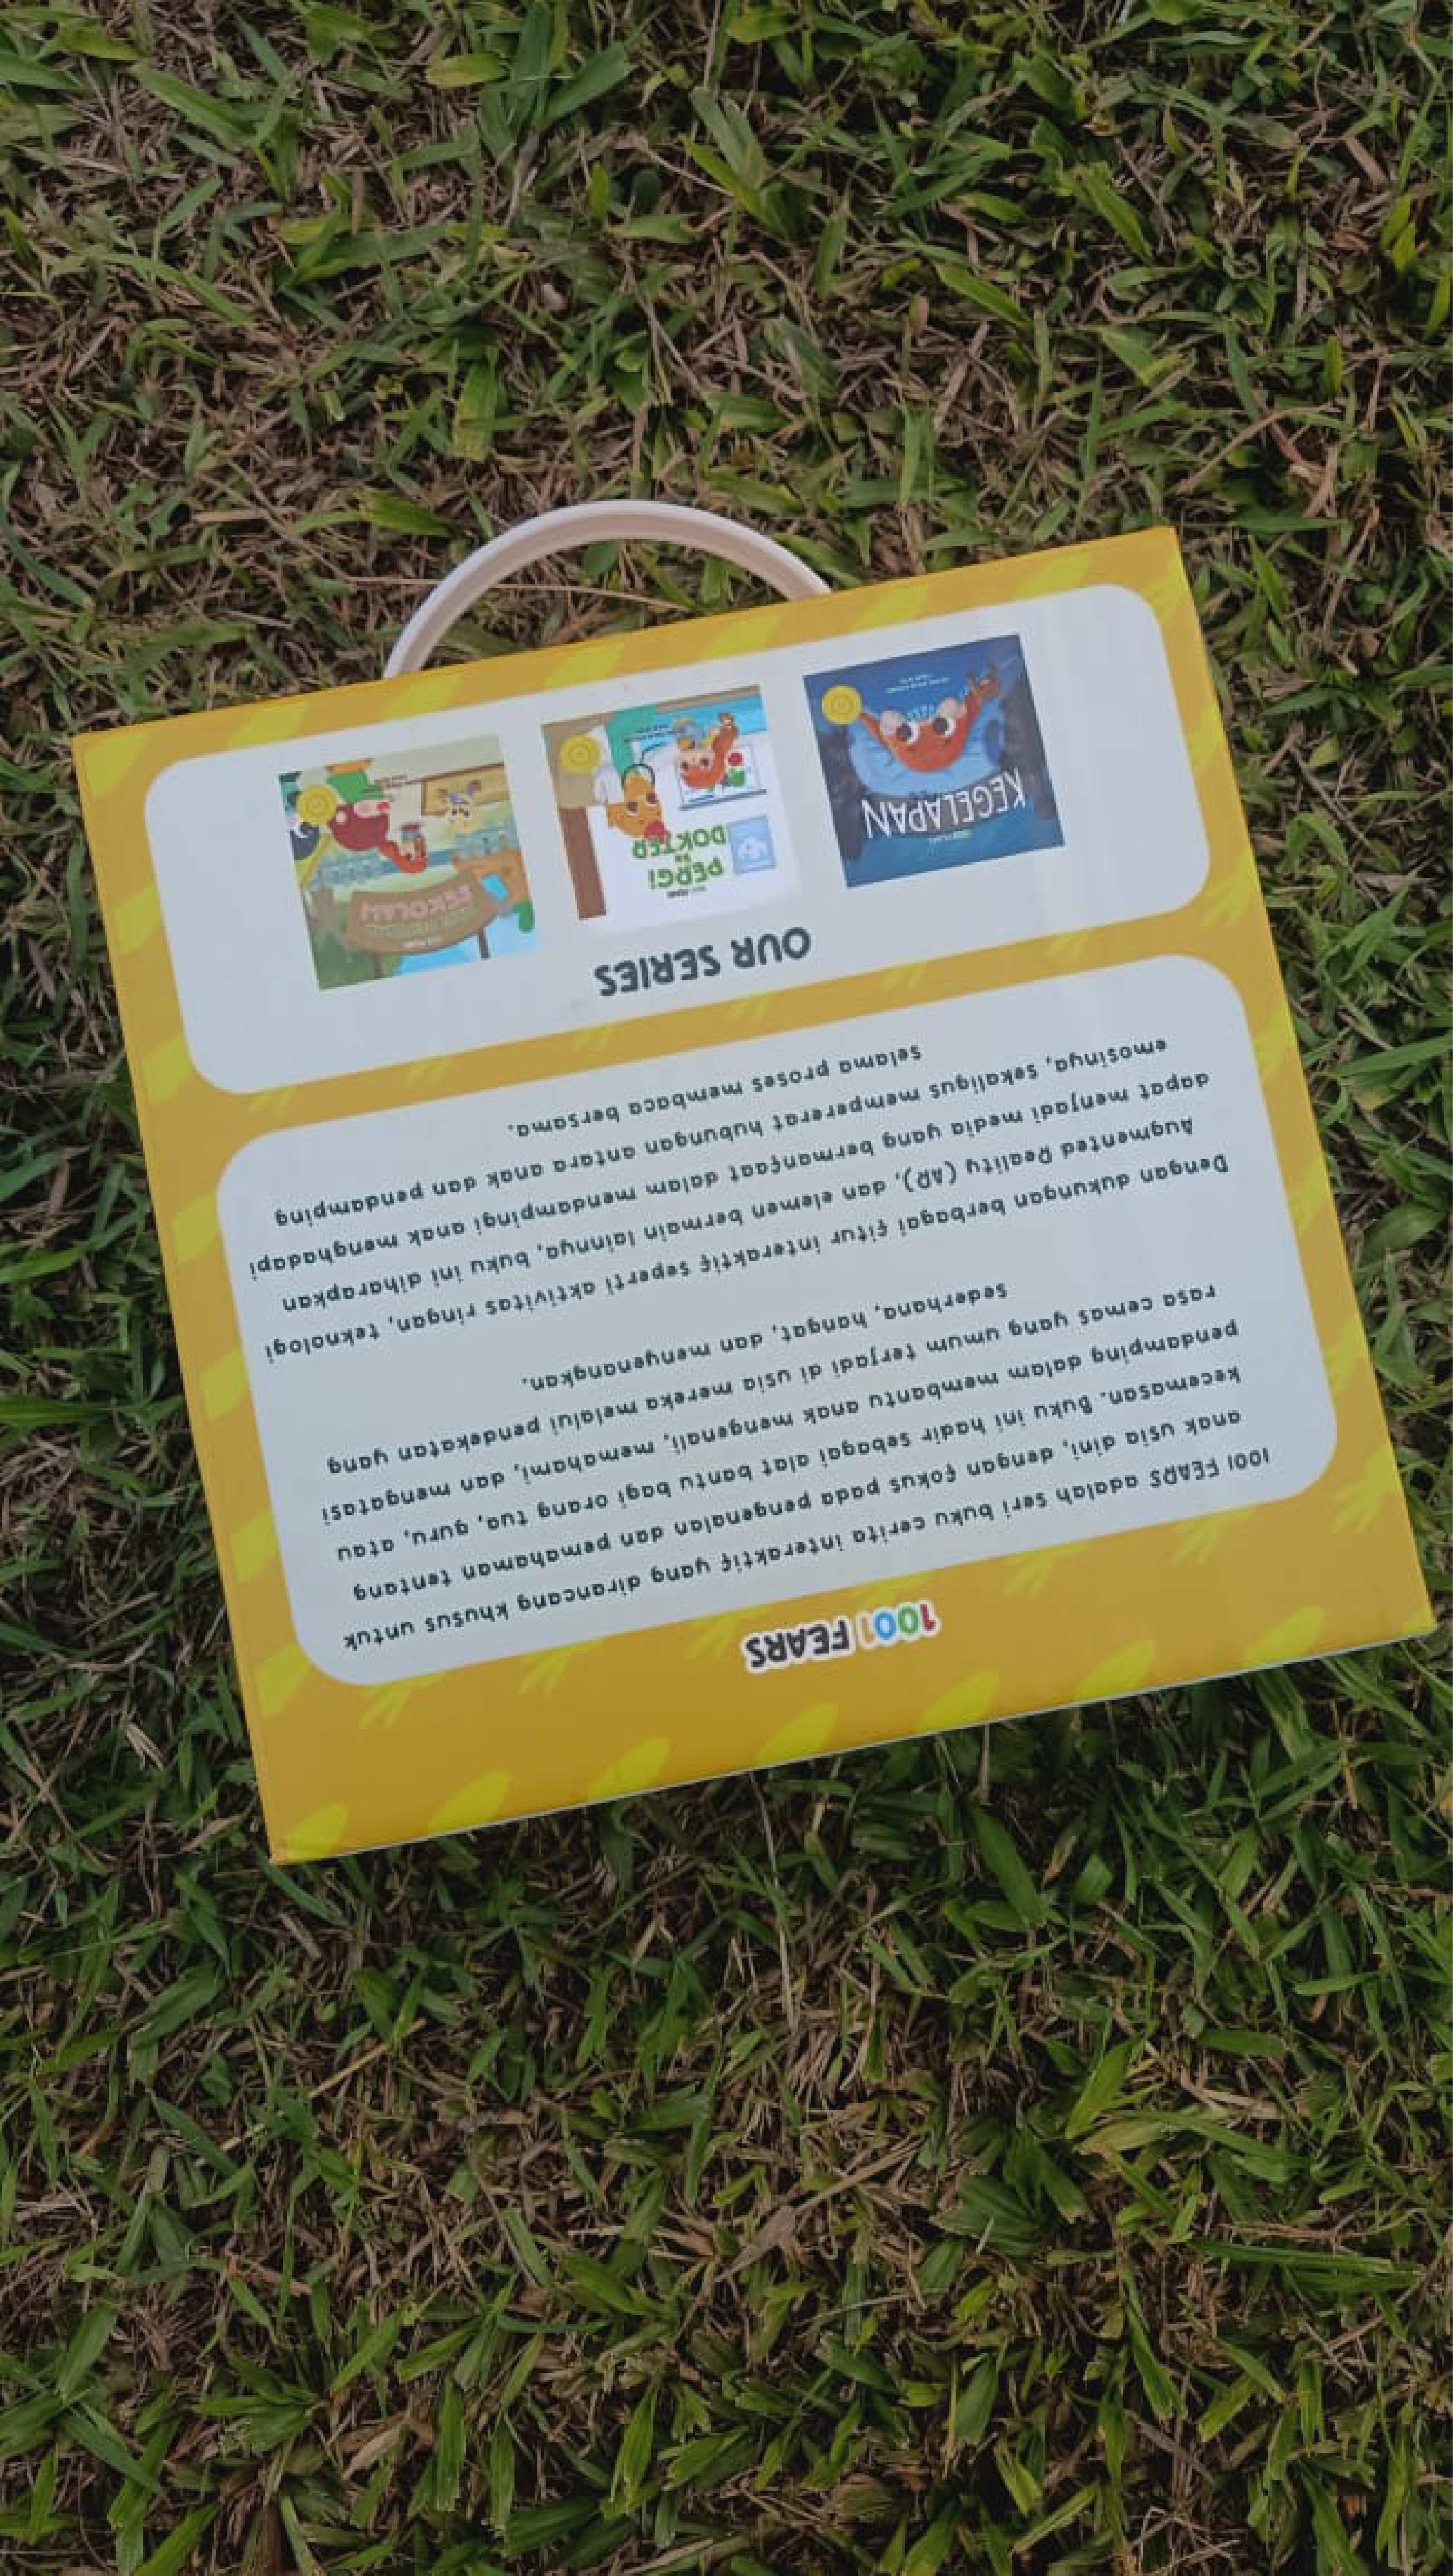 1001 FEARS
1001 FEARS adalah seri buku cerita interaktif yang dirancang khusus untuk
anak usia dini, dengan fokus pada pengenalan dan pemahaman tentang
kecemasan. Buku ini hadir sebagai alat bantu bagi orang tua, guru, atau
pendamping dalam membantu anak mengenali, memahami, dan mengatasi
rasa cemas yang umum terjadi di usia mereka melalui pendekatan yang
sederhana, hangat, dan menyenangkan.
Dengan dukungan berbagai fitur interaktif seperti aktivitas ringan, teknologi
Augmented Reality (AR), dan elemen bermain lainnya, buku ini diharapkan
dapat menjadi media yang bermanfaat dalam mendampingi anak menghadapi
emosinya, sekaligus mempererat hubungan antara anak dan pendamping
selama proses membaca bersama.
OUR SERIES
KEGELAPAN
PERGI
KE
DOKTER
SEKOLAH